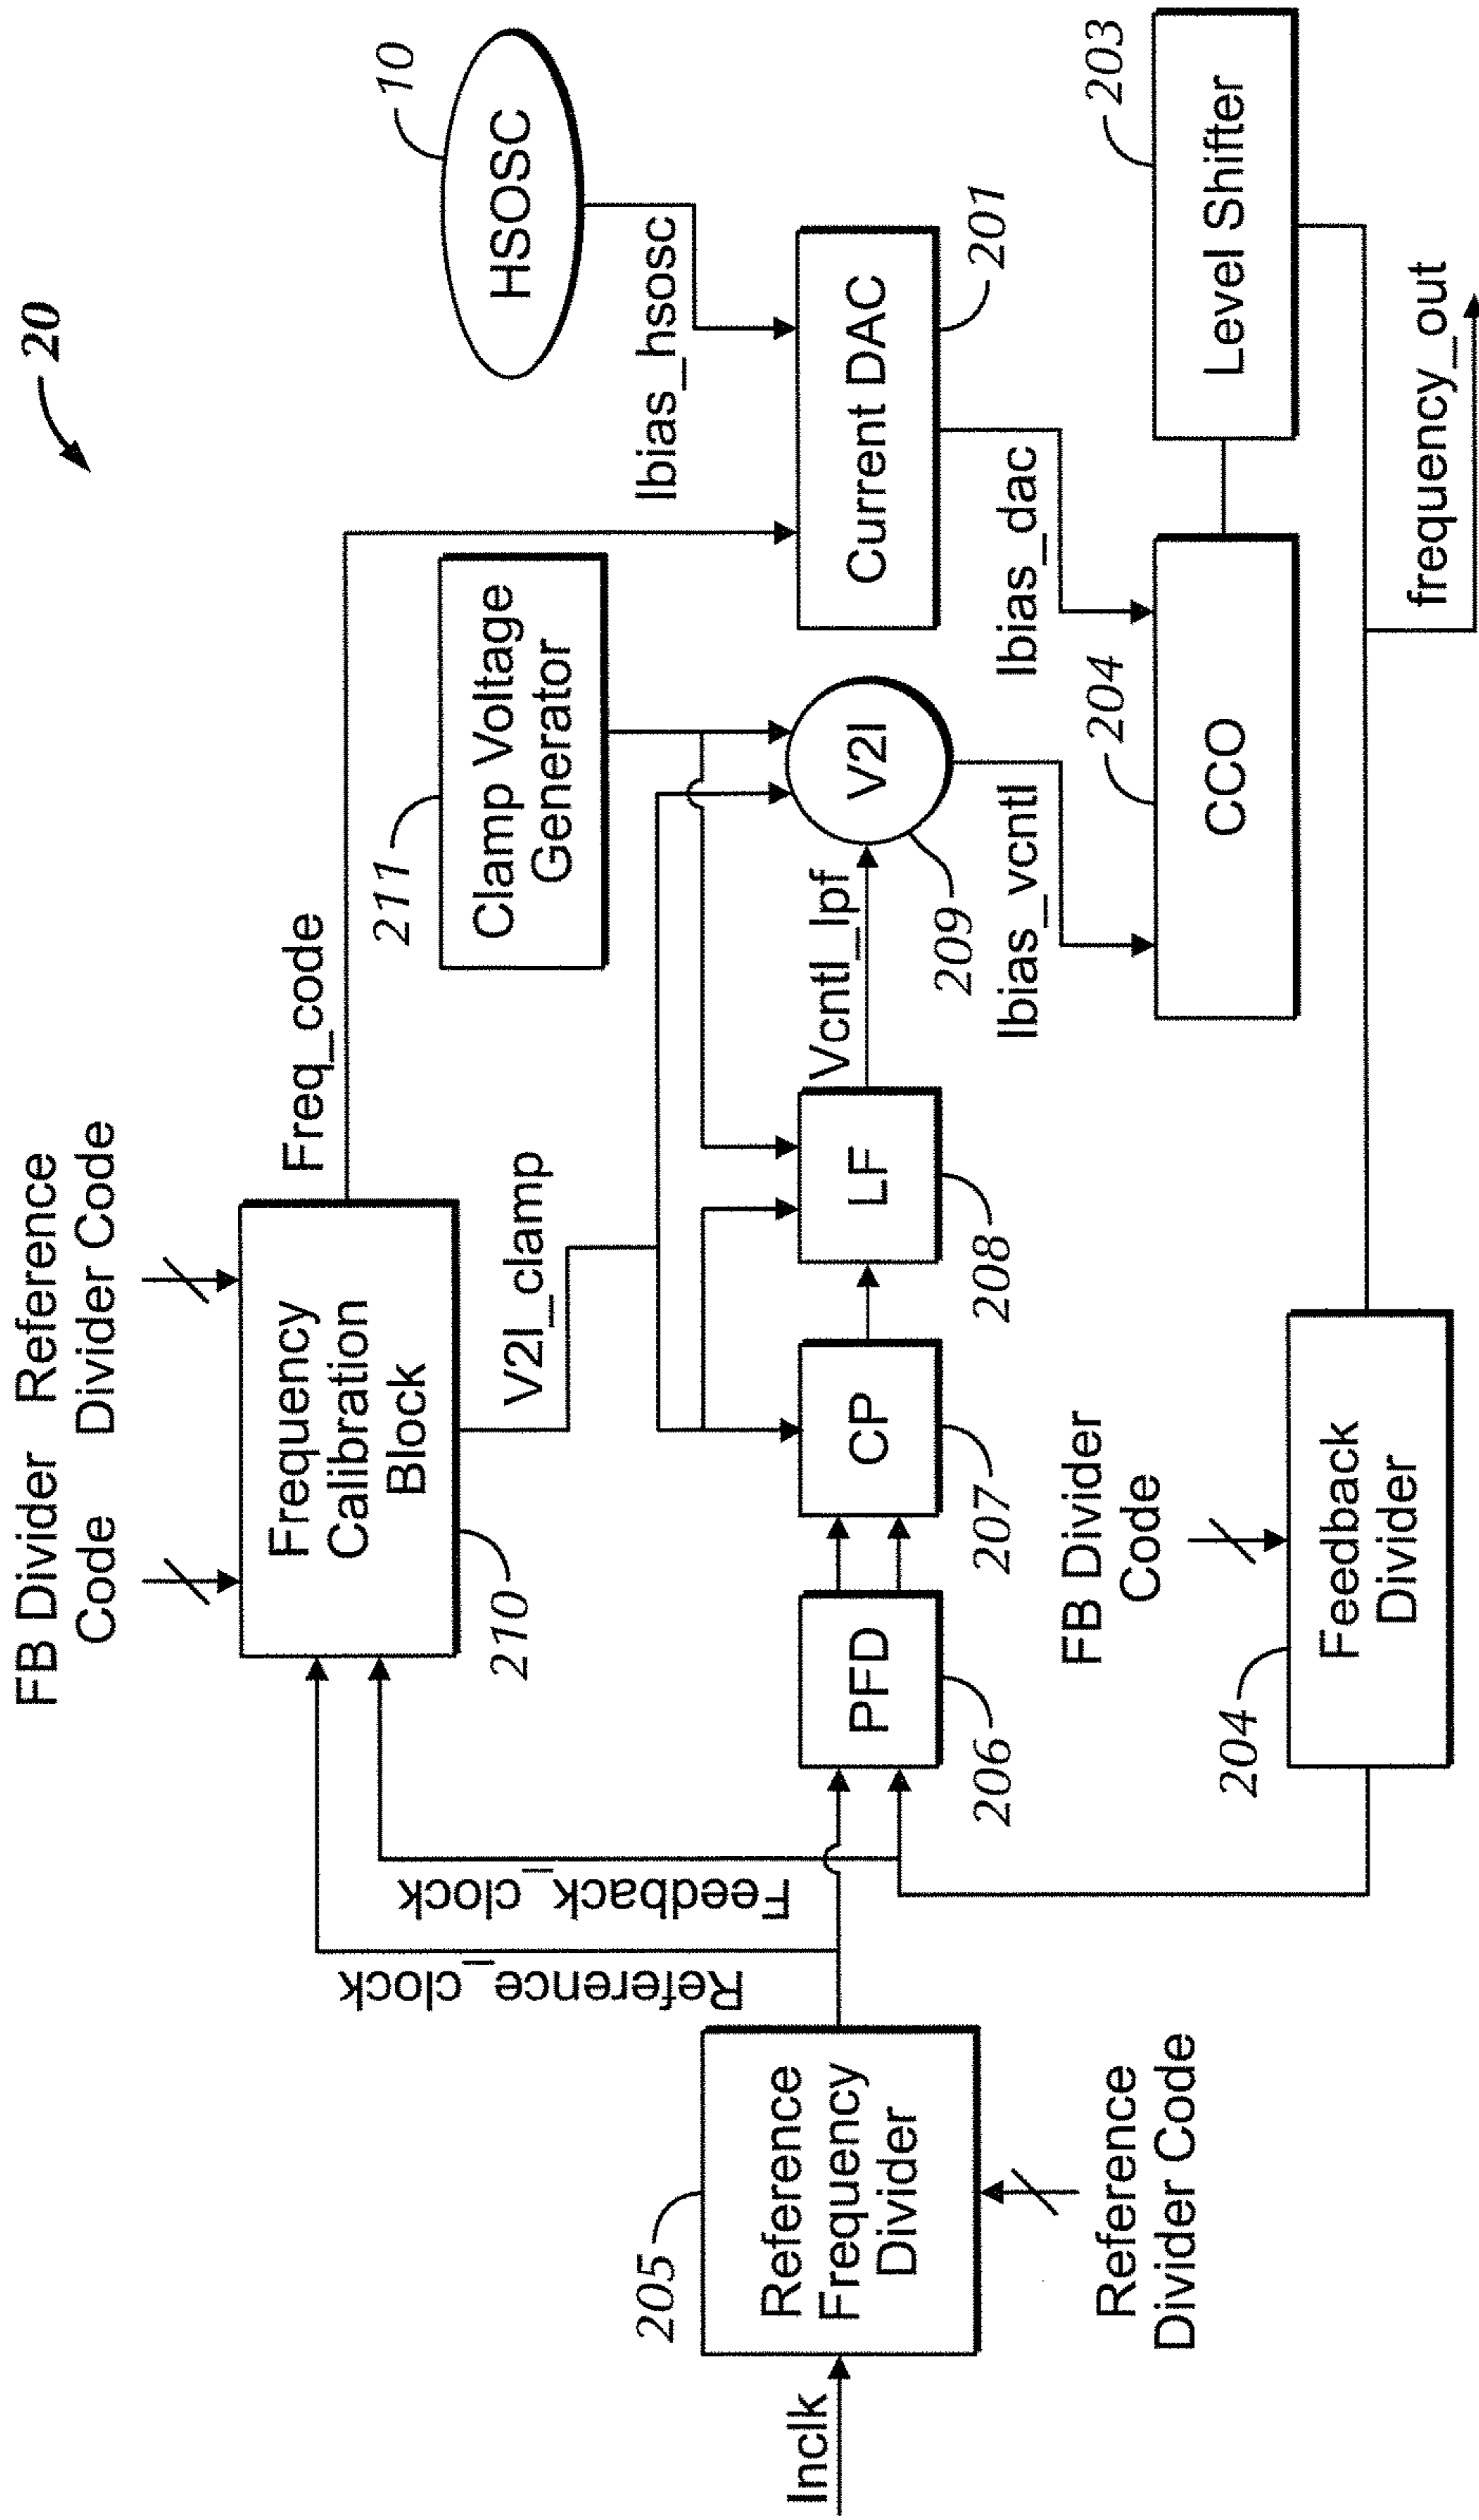 20
FB Divider
Code
Reference
Divider Code
Freq_code
10
HSOSC
Frequency
Calibration
Block
210
211
Clamp Voltage
Generator
Ibias_hsosc
V2I_clamp
Reference_clock
Feedback_clock
Inclk
205
Reference
Frequency
Divider
Reference
Divider Code
PFD
206
CP
207
LF
208
Vcntl_lpf
V2I
209
Current DAC
201
Ibias_vcntl
Ibias_dac
FB Divider
Code
204
CCO
203
Level Shifter
204
Feedback
Divider
frequency_out